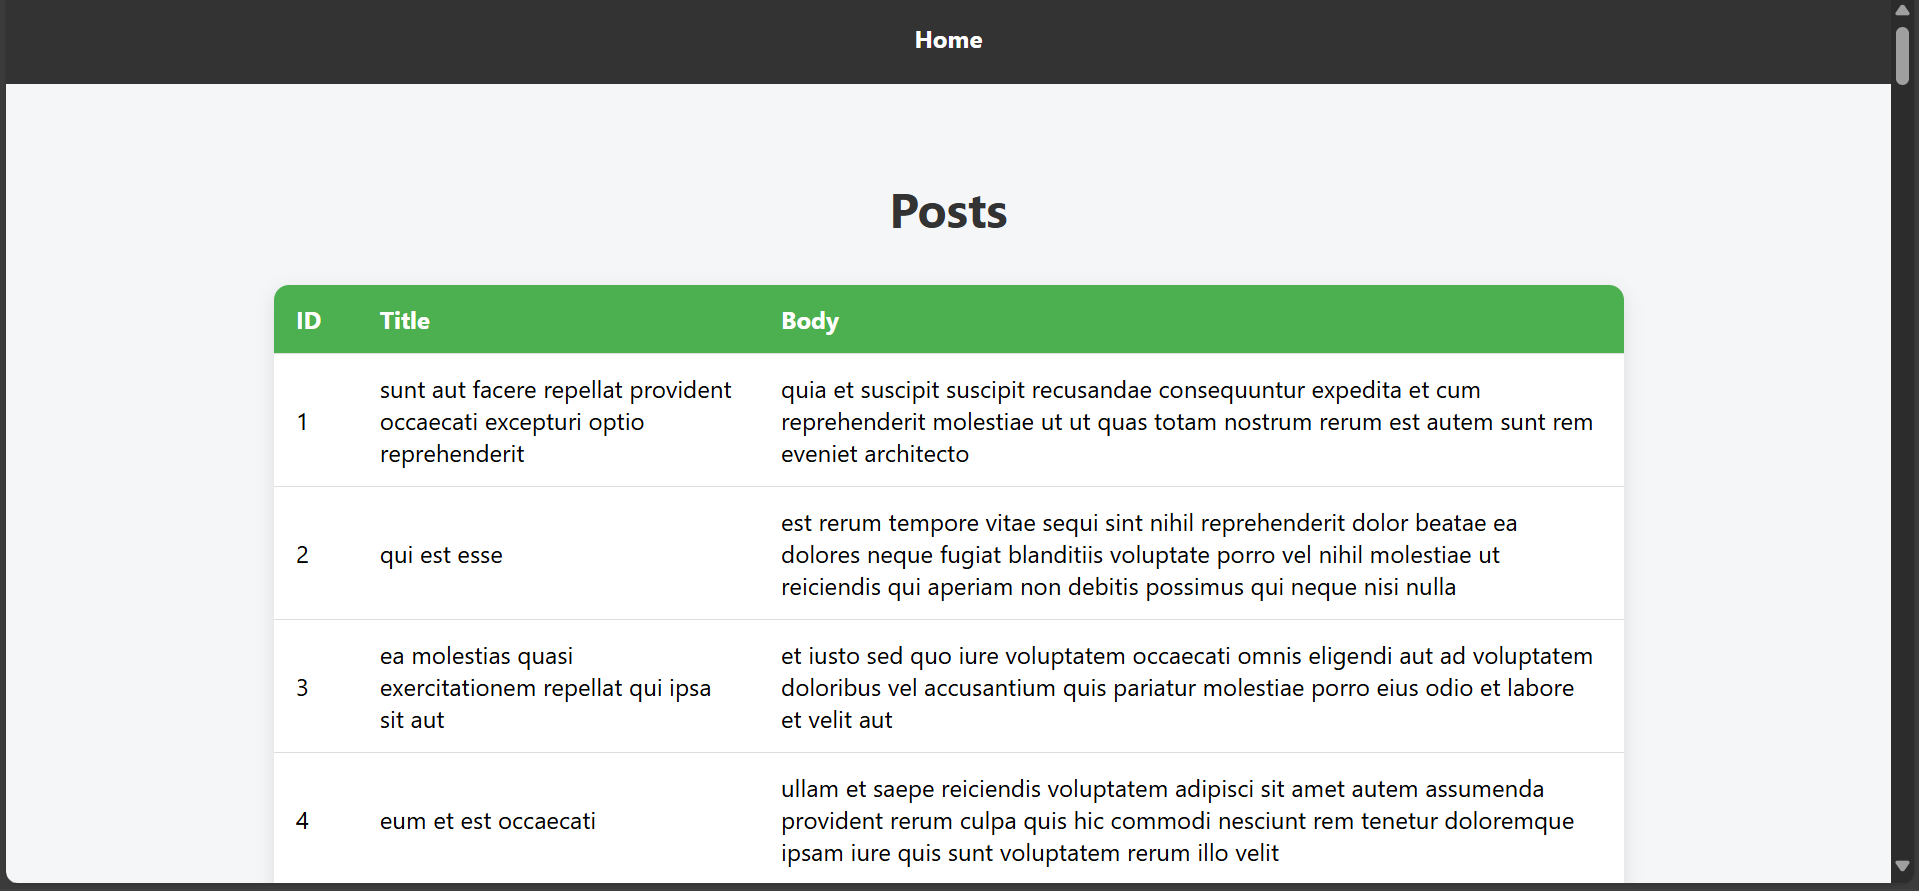 Home
Posts
ID Title Body
1
sunt aut facere repellat provident
occaecati excepturi optio
reprehenderit
quia et suscipit suscipit recusandae consequuntur expedita et cum
reprehenderit molestiae ut ut quas totam nostrum rerum est autem sunt rem
eveniet architecto
2
qui est esse
est rerum tempore vitae sequi sint nihil reprehenderit dolor beatae ea
dolores neque fugiat blanditiis voluptate porro vel nihil molestiae ut
reiciendis qui aperiam non debitis possimus qui neque nisi nulla
3
ea molestias quasi
exercitationem repellat qui ipsa
sit aut
et iusto sed quo iure voluptatem occaecati omnis eligendi aut ad voluptatem
doloribus vel accusantium quis pariatur molestiae porro eius odio et labore
et velit aut
4
eum et est occaecati
ullam et saepe reiciendis voluptatem adipisci sit amet autem assumenda
provident rerum culpa quis hic commodi nesciunt rem tenetur doloremque
ipsam iure quis sunt voluptatem rerum illo velit